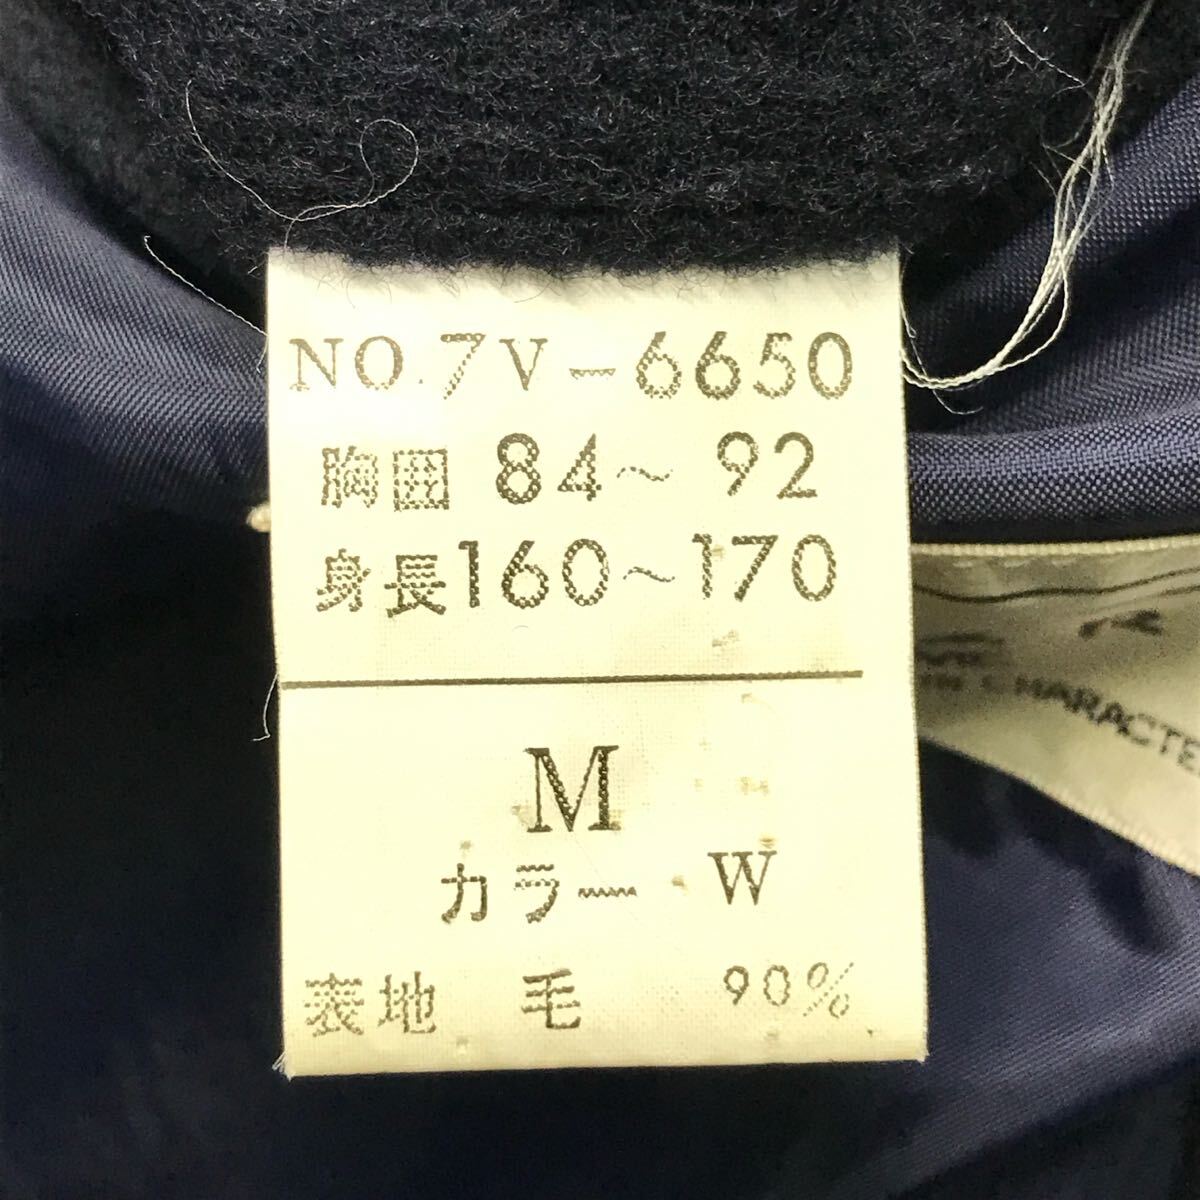 NO.7V-6650
胸囲 84～92
身長160～170
M
カラー W
表地 毛 90%
CHARACTE